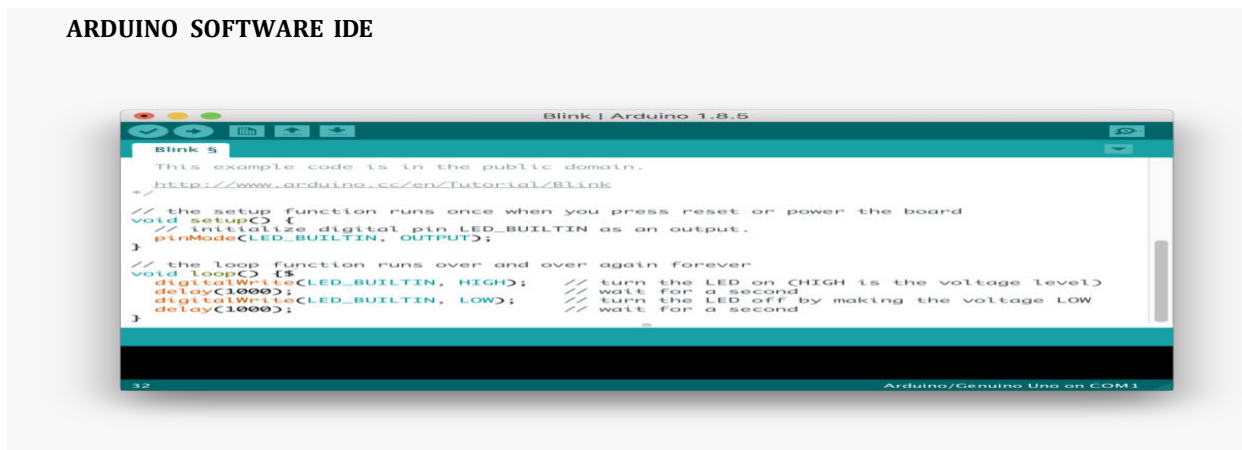 ARDUINO SOFTWARE IDE
Blink | Arduino 1.8.5
Blink §
This example code is in the public domain.
http://www.arduino.cc/en/Tutorial/Blink
*/
// the setup function runs once when you press reset or power the board
void setup() {
// initialize digital pin LED_BUILTIN as an output.
pinMode(LED_BUILTIN, OUTPUT);
}
// the loop function runs over and over again forever
void loop() {$
digitalWrite(LED_BUILTIN, HIGH); // turn the LED on (HIGH is the voltage level)
delay(1000); // wait for a second
digitalWrite(LED_BUILTIN, LOW); // turn the LED off by making the voltage LOW
delay(1000); // wait for a second
}
32 Arduino/Genuino Uno on COM1